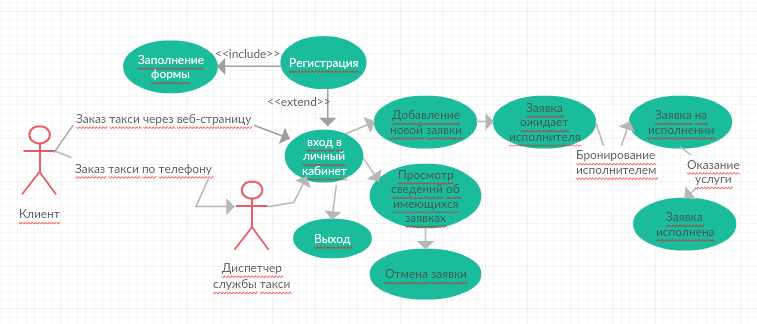 Заполнение
формы
<<include>>
Регистрация
<<extend>>
Заказ такси через веб-страницу
Заказ такси по телефону
Клиент
вход в
личный
кабинет
Добавление
новой заявки
Заявка
ожидает
исполнителя
Бронирование
исполнителем
Заявка на
исполнении
Оказание
услуги
Заявка
исполнена
Просмотр
сведений об
имеющихся
заявках
Выход
Отмена заявки
Диспетчер
службы такси